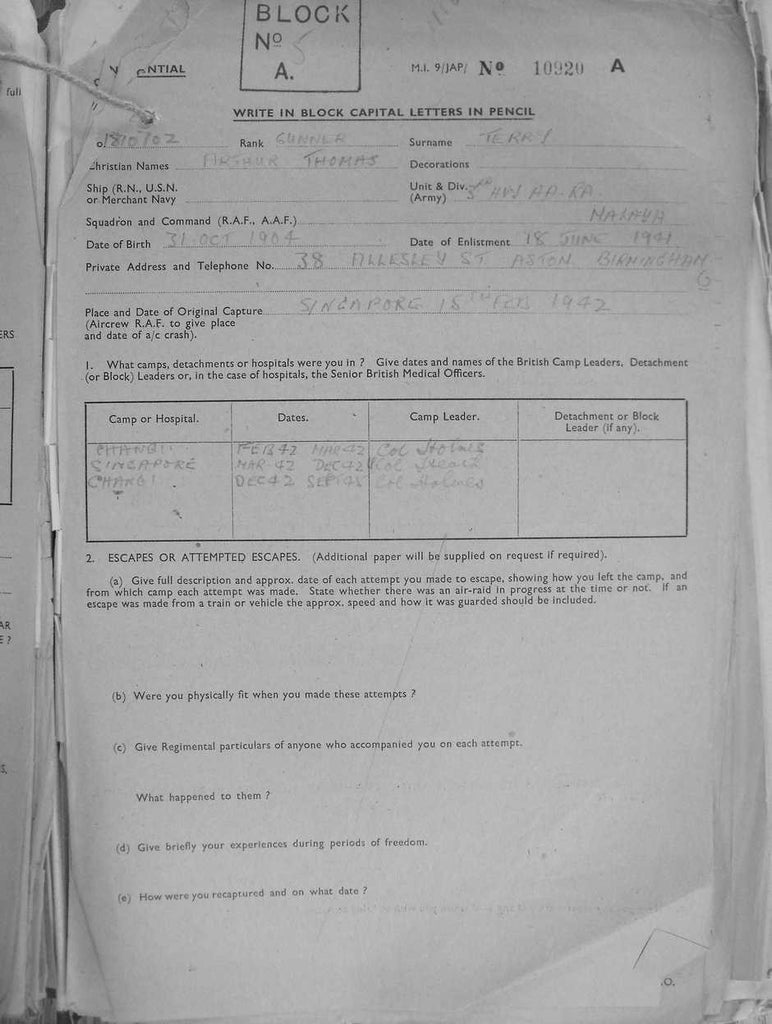 BLOCK
Nº 5
A.
NTIAL
M.I. 9/JAP/ Nº 10920 A
full
WRITE IN BLOCK CAPITAL LETTERS IN PENCIL
Rank GUNNER Surname TERRY
Christian Names ARTHUR THOMAS Decorations
Ship (R.N., U.S.N. or Merchant Navy
Unit & Div. (Army) HVY AA. RA.
MALAYA
Squadron and Command (R.A.F., A.A.F.)
Date of Birth 31 OCT 1904 Date of Enlistment 18 JUNE 1941
Private Address and Telephone No. 38 ALLESLEY ST ASTON BIRMINGHAM
6
Place and Date of Original Capture SINGAPORE 15TH FEB 1942
(Aircrew R.A.F. to give place
and date of a/c crash).
ERS
1. What camps, detachments or hospitals were you in ? Give dates and names of the British Camp Leaders, Detachment
(or Block) Leaders or, in the case of hospitals, the Senior British Medical Officers.
Camp or Hospital. Dates. Camp Leader. Detachment or Block Leader (if any).
CHANGI FEB 42 MAR 42 Col Holmes
SINGAPORE MAR 42 DEC 42 Col
CHANGI DEC 42 SEPT 45 Col Holmes
2. ESCAPES OR ATTEMPTED ESCAPES. (Additional paper will be supplied on request if required).
(a) Give full description and approx. date of each attempt you made to escape, showing how you left the camp, and
from which camp each attempt was made. State whether there was an air-raid in progress at the time or not. If an
escape was made from a train or vehicle the approx. speed and how it was guarded should be included.
AR
E ?
(b) Were you physically fit when you made these attempts ?
(c) Give Regimental particulars of anyone who accompanied you on each attempt.
S,
What happened to them ?
(d) Give briefly your experiences during periods of freedom.
(e) How were you recaptured and on what date ?
.O.